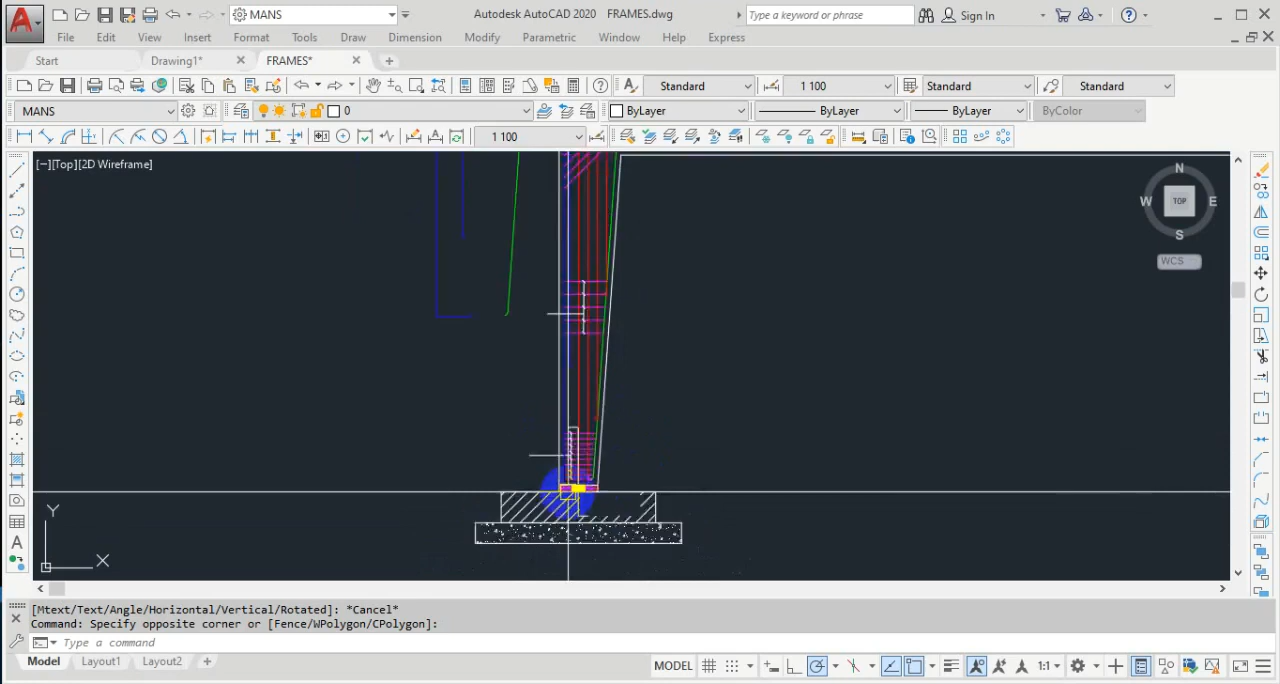 MANS
Autodesk AutoCAD 2020 FRAMES.dwg
Type a keyword or phrase
Sign In
File Edit View Insert Format Tools Draw Dimension Modify Parametric Window Help Express
Start Drawing1* FRAMES*
Standard 1 100 Standard Standard
MANS 0 ByLayer ByLayer ByLayer ByColor
1 100
[−][Top][2D Wireframe]
N
W TOP E
S
WCS
Y
X
[Mtext/Text/Angle/Horizontal/Vertical/Rotated]: *Cancel*
Command: Specify opposite corner or [Fence/WPolygon/CPolygon]:
Type a command
Model Layout1 Layout2 +
MODEL 1:1